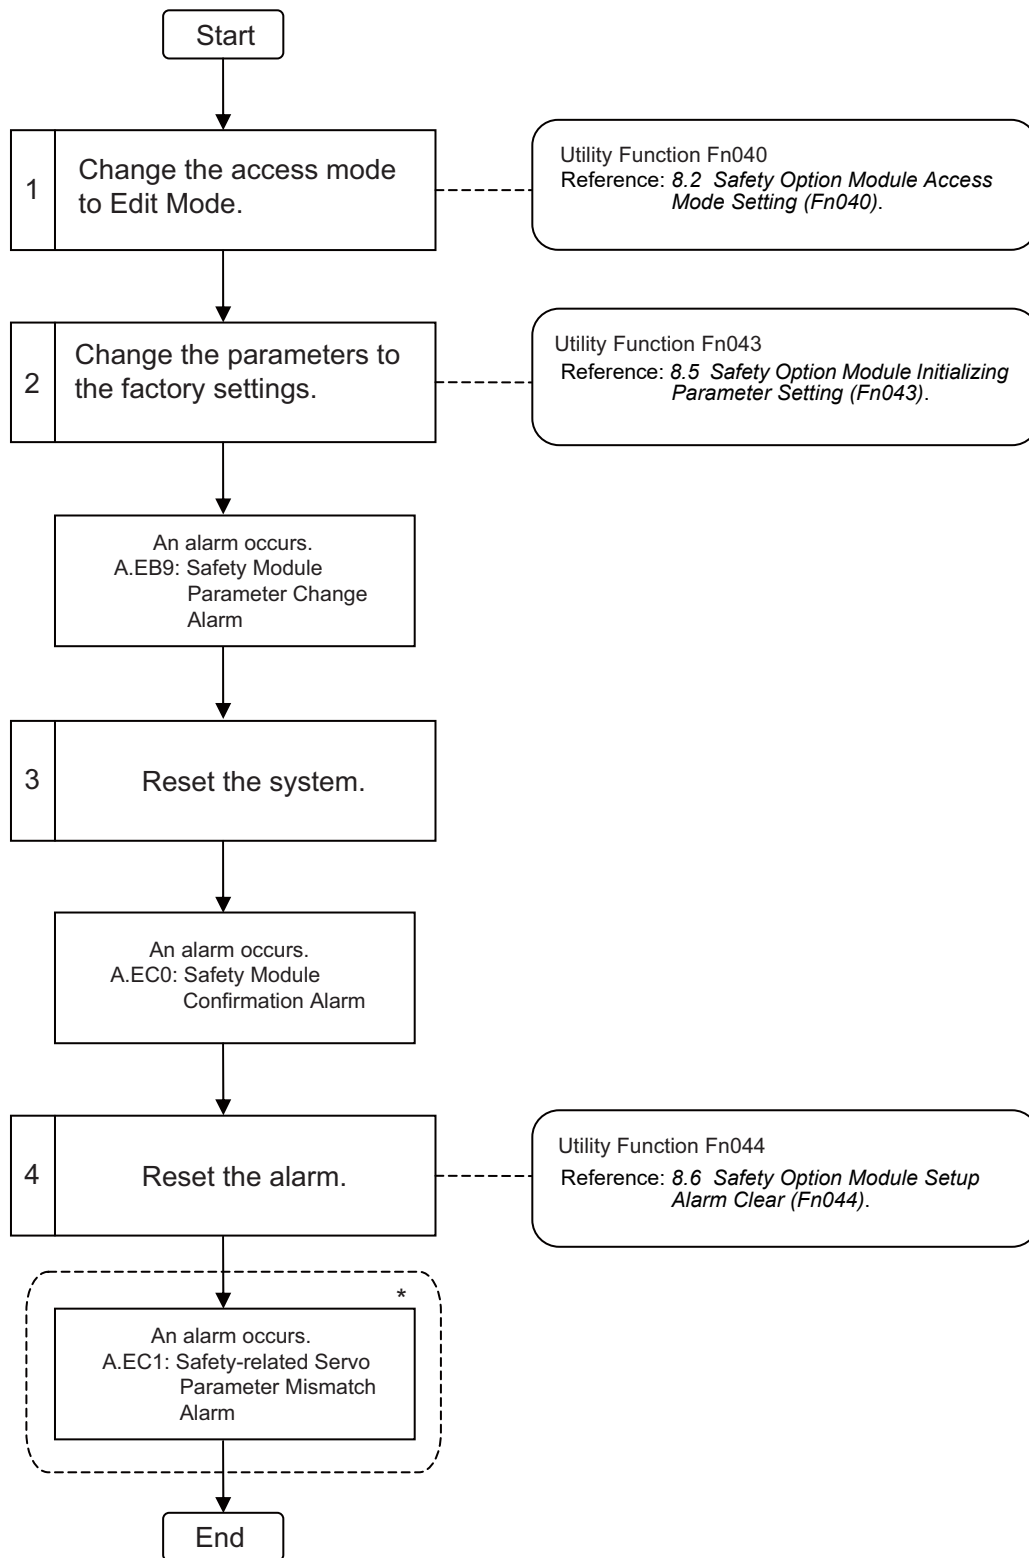 Start
1
Change the access mode
to Edit Mode.
Utility Function Fn040
Reference: 8.2 Safety Option Module Access
Mode Setting (Fn040).
2
Change the parameters to
the factory settings.
Utility Function Fn043
Reference: 8.5 Safety Option Module Initializing
Parameter Setting (Fn043).
An alarm occurs.
A.EB9: Safety Module
Parameter Change
Alarm
3
Reset the system.
An alarm occurs.
A.EC0: Safety Module
Confirmation Alarm
4
Reset the alarm.
Utility Function Fn044
Reference: 8.6 Safety Option Module Setup
Alarm Clear (Fn044).
*
An alarm occurs.
A.EC1: Safety-related Servo
Parameter Mismatch
Alarm
End